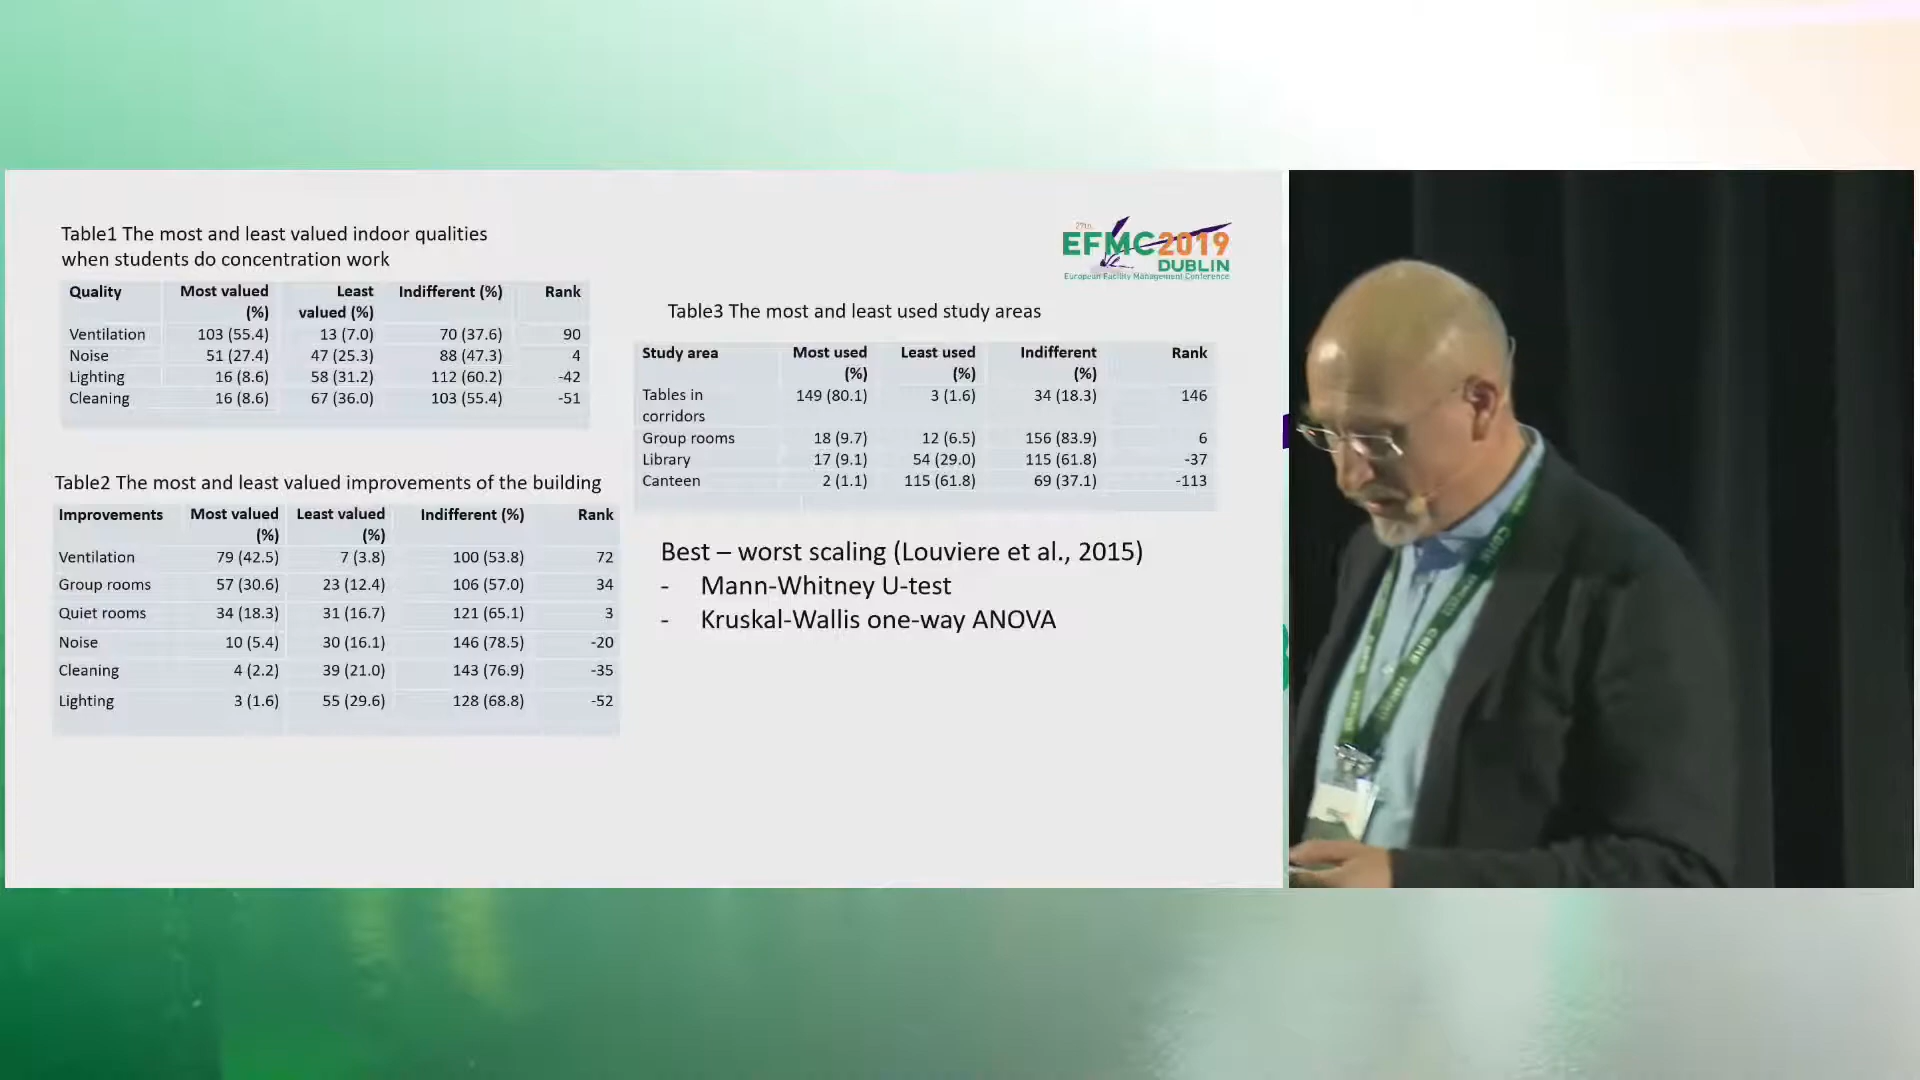 Table1 The most and least valued indoor qualities
when students do concentration work
Quality Most valued (%) Least valued (%) Indifferent (%) Rank
Ventilation 103 (55.4) 13 (7.0) 70 (37.6) 90
Noise 51 (27.4) 47 (25.3) 88 (47.3) 4
Lighting 16 (8.6) 58 (31.2) 112 (60.2) -42
Cleaning 16 (8.6) 67 (36.0) 103 (55.4) -51
Table2 The most and least valued improvements of the building
Improvements Most valued (%) Least valued (%) Indifferent (%) Rank
Ventilation 79 (42.5) 7 (3.8) 100 (53.8) 72
Group rooms 57 (30.6) 23 (12.4) 106 (57.0) 34
Quiet rooms 34 (18.3) 31 (16.7) 121 (65.1) 3
Noise 10 (5.4) 30 (16.1) 146 (78.5) -20
Cleaning 4 (2.2) 39 (21.0) 143 (76.9) -35
Lighting 3 (1.6) 55 (29.6) 128 (68.8) -52
27th
EFMC2019
DUBLIN
European Facility Management Conference
Table3 The most and least used study areas
Study area Most used (%) Least used (%) Indifferent (%) Rank
Tables in corridors 149 (80.1) 3 (1.6) 34 (18.3) 146
Group rooms 18 (9.7) 12 (6.5) 156 (83.9) 6
Library 17 (9.1) 54 (29.0) 115 (61.8) -37
Canteen 2 (1.1) 115 (61.8) 69 (37.1) -113
Best – worst scaling (Louviere et al., 2015)
- Mann-Whitney U-test
- Kruskal-Wallis one-way ANOVA
CBRE